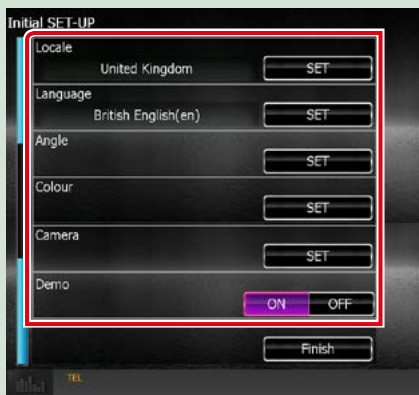 Initial SET-UP
Locale
United Kingdom SET
Language
British English(en) SET
Angle
SET
Colour
SET
Camera
SET
Demo
ON OFF
Finish
TEL